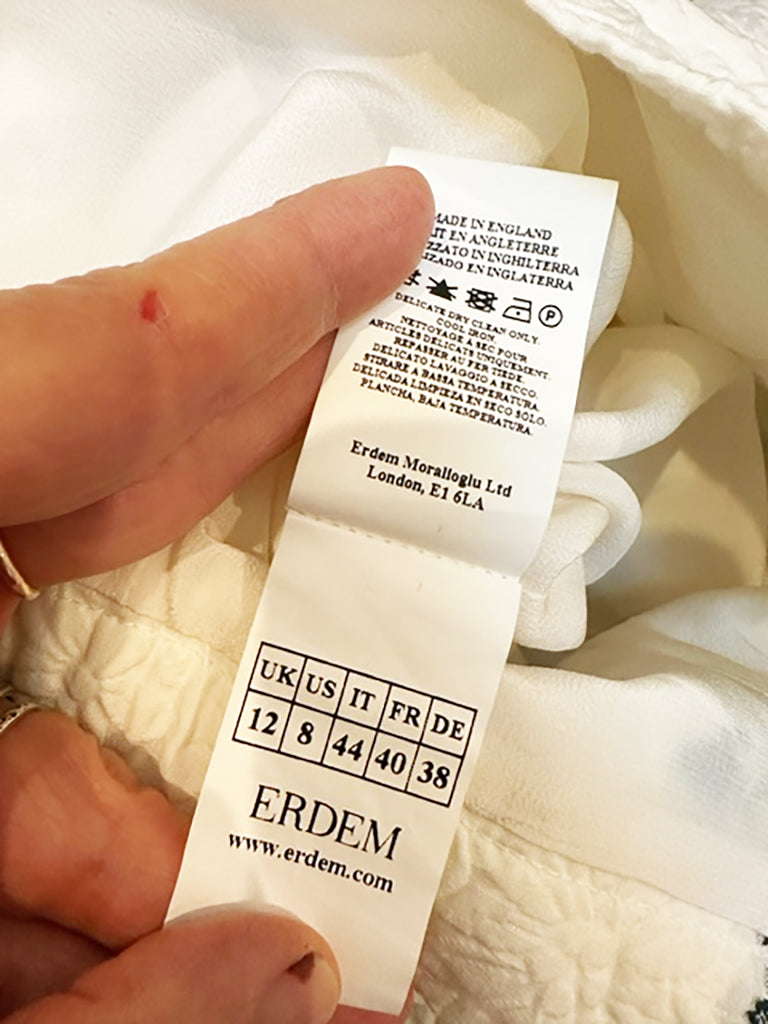 MADE IN ENGLAND
EN ANGLETERRE
IN INGHILTERRA
EN INGLATERRA
P
DELICATE DRY CLEAN ONLY.
COOL IRON.
NETTOYAGE A SEC POUR
ARTICLES DELICATS UNIQUEMENT.
REPASSER AU FER TIEDE.
DELICATO LAVAGGIO A SECCO.
STIRARE A BASSA TEMPERATURA.
DELICADA LIMPIEZA EN SECO SOLO.
PLANCHA, BAJA TEMPERATURA.
Erdem Moralioglu Ltd
London, E1 6LA
UK US IT FR DE
12 8 44 40 38
ERDEM
www.erdem.com